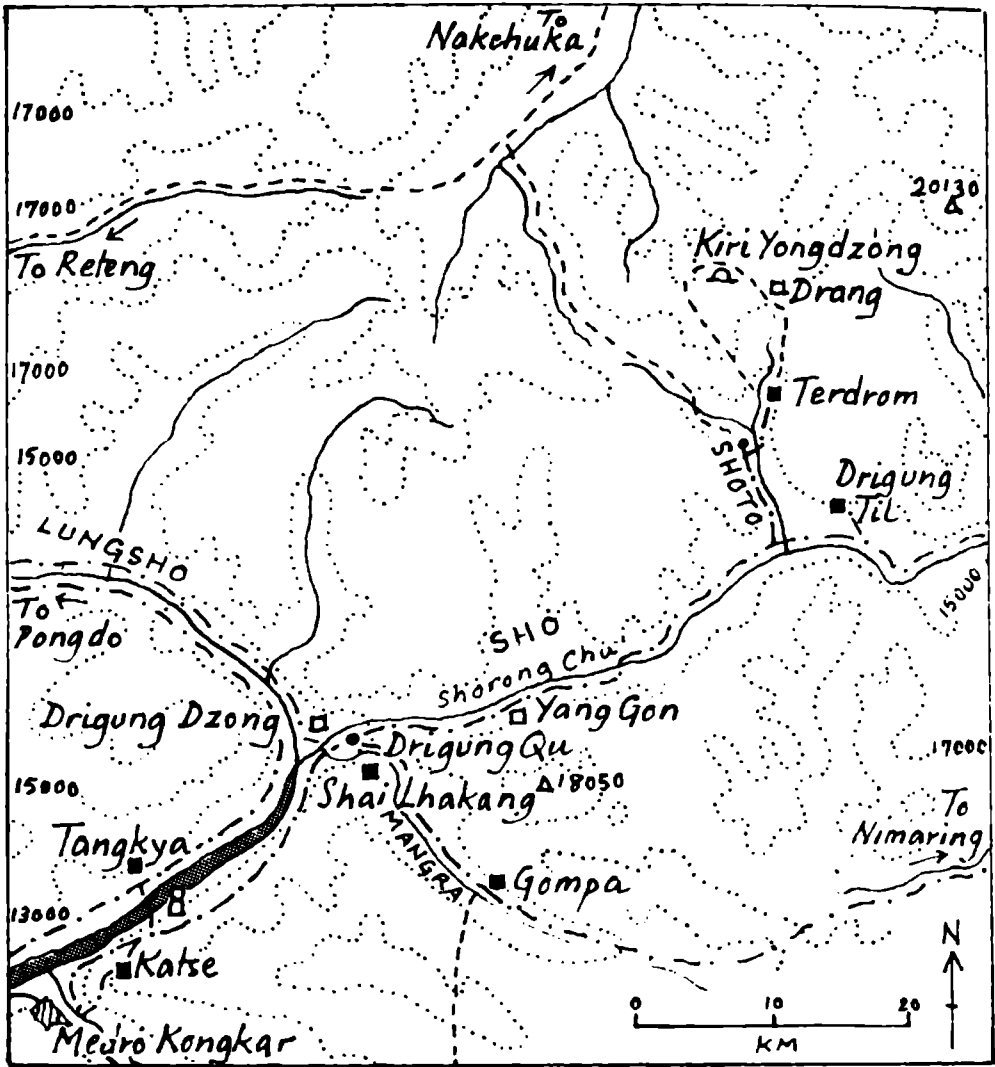 To
Nakchuka
17000
20130
17000
Kiri Yongdzong
To Reteng
Drang
17000
Terdrom
15000
SHOTO
Drigung
Til
LUNGSHO
15000
To
Pongdo
SHO
Shorong Chu
Drigung Dzong
Yang Gon
Drigung Qu
17000
15000
Shai Lhakang
18050
To
Nimaring
MANGRA
Tangkya
Gompa
13000
N
Katse
0 10 20
KM
Medro Kongkar